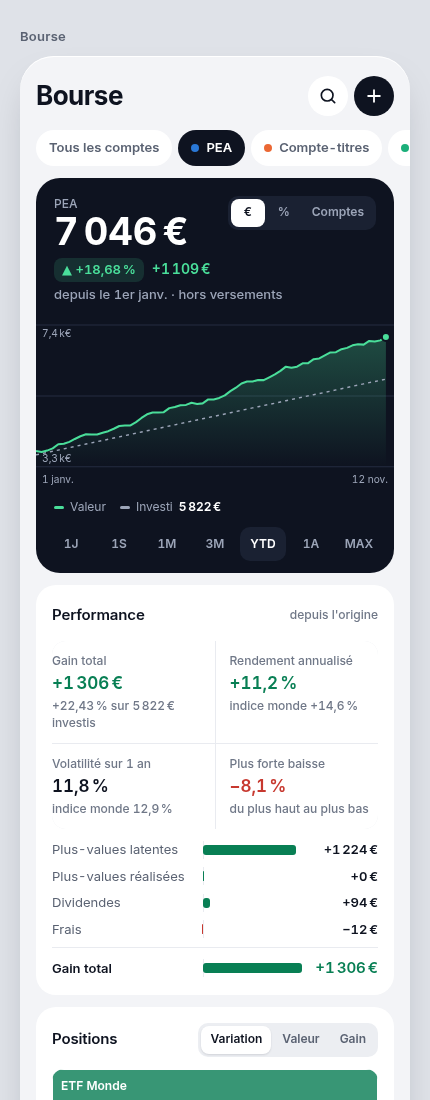 Bourse
Bourse
Tous les comptes
PEA
Compte-titres
PEA
7 046 €
€
%
Comptes
▲ +18,68 %
+1 109 €
depuis le 1er janv. · hors versements
7,4 k€
3,3 k€
1 janv.
12 nov.
Valeur
Investi 5 822 €
1J
1S
1M
3M
YTD
1A
MAX
Performance
depuis l'origine
Gain total
+1 306 €
+22,43 % sur 5 822 €
investis
Rendement annualisé
+11,2 %
indice monde +14,6 %
Volatilité sur 1 an
11,8 %
indice monde 12,9 %
Plus forte baisse
−8,1 %
du plus haut au plus bas
Plus-values latentes
+1 224 €
Plus-values réalisées
+0 €
Dividendes
+94 €
Frais
−12 €
Gain total
+1 306 €
Positions
Variation
Valeur
Gain
ETF Monde